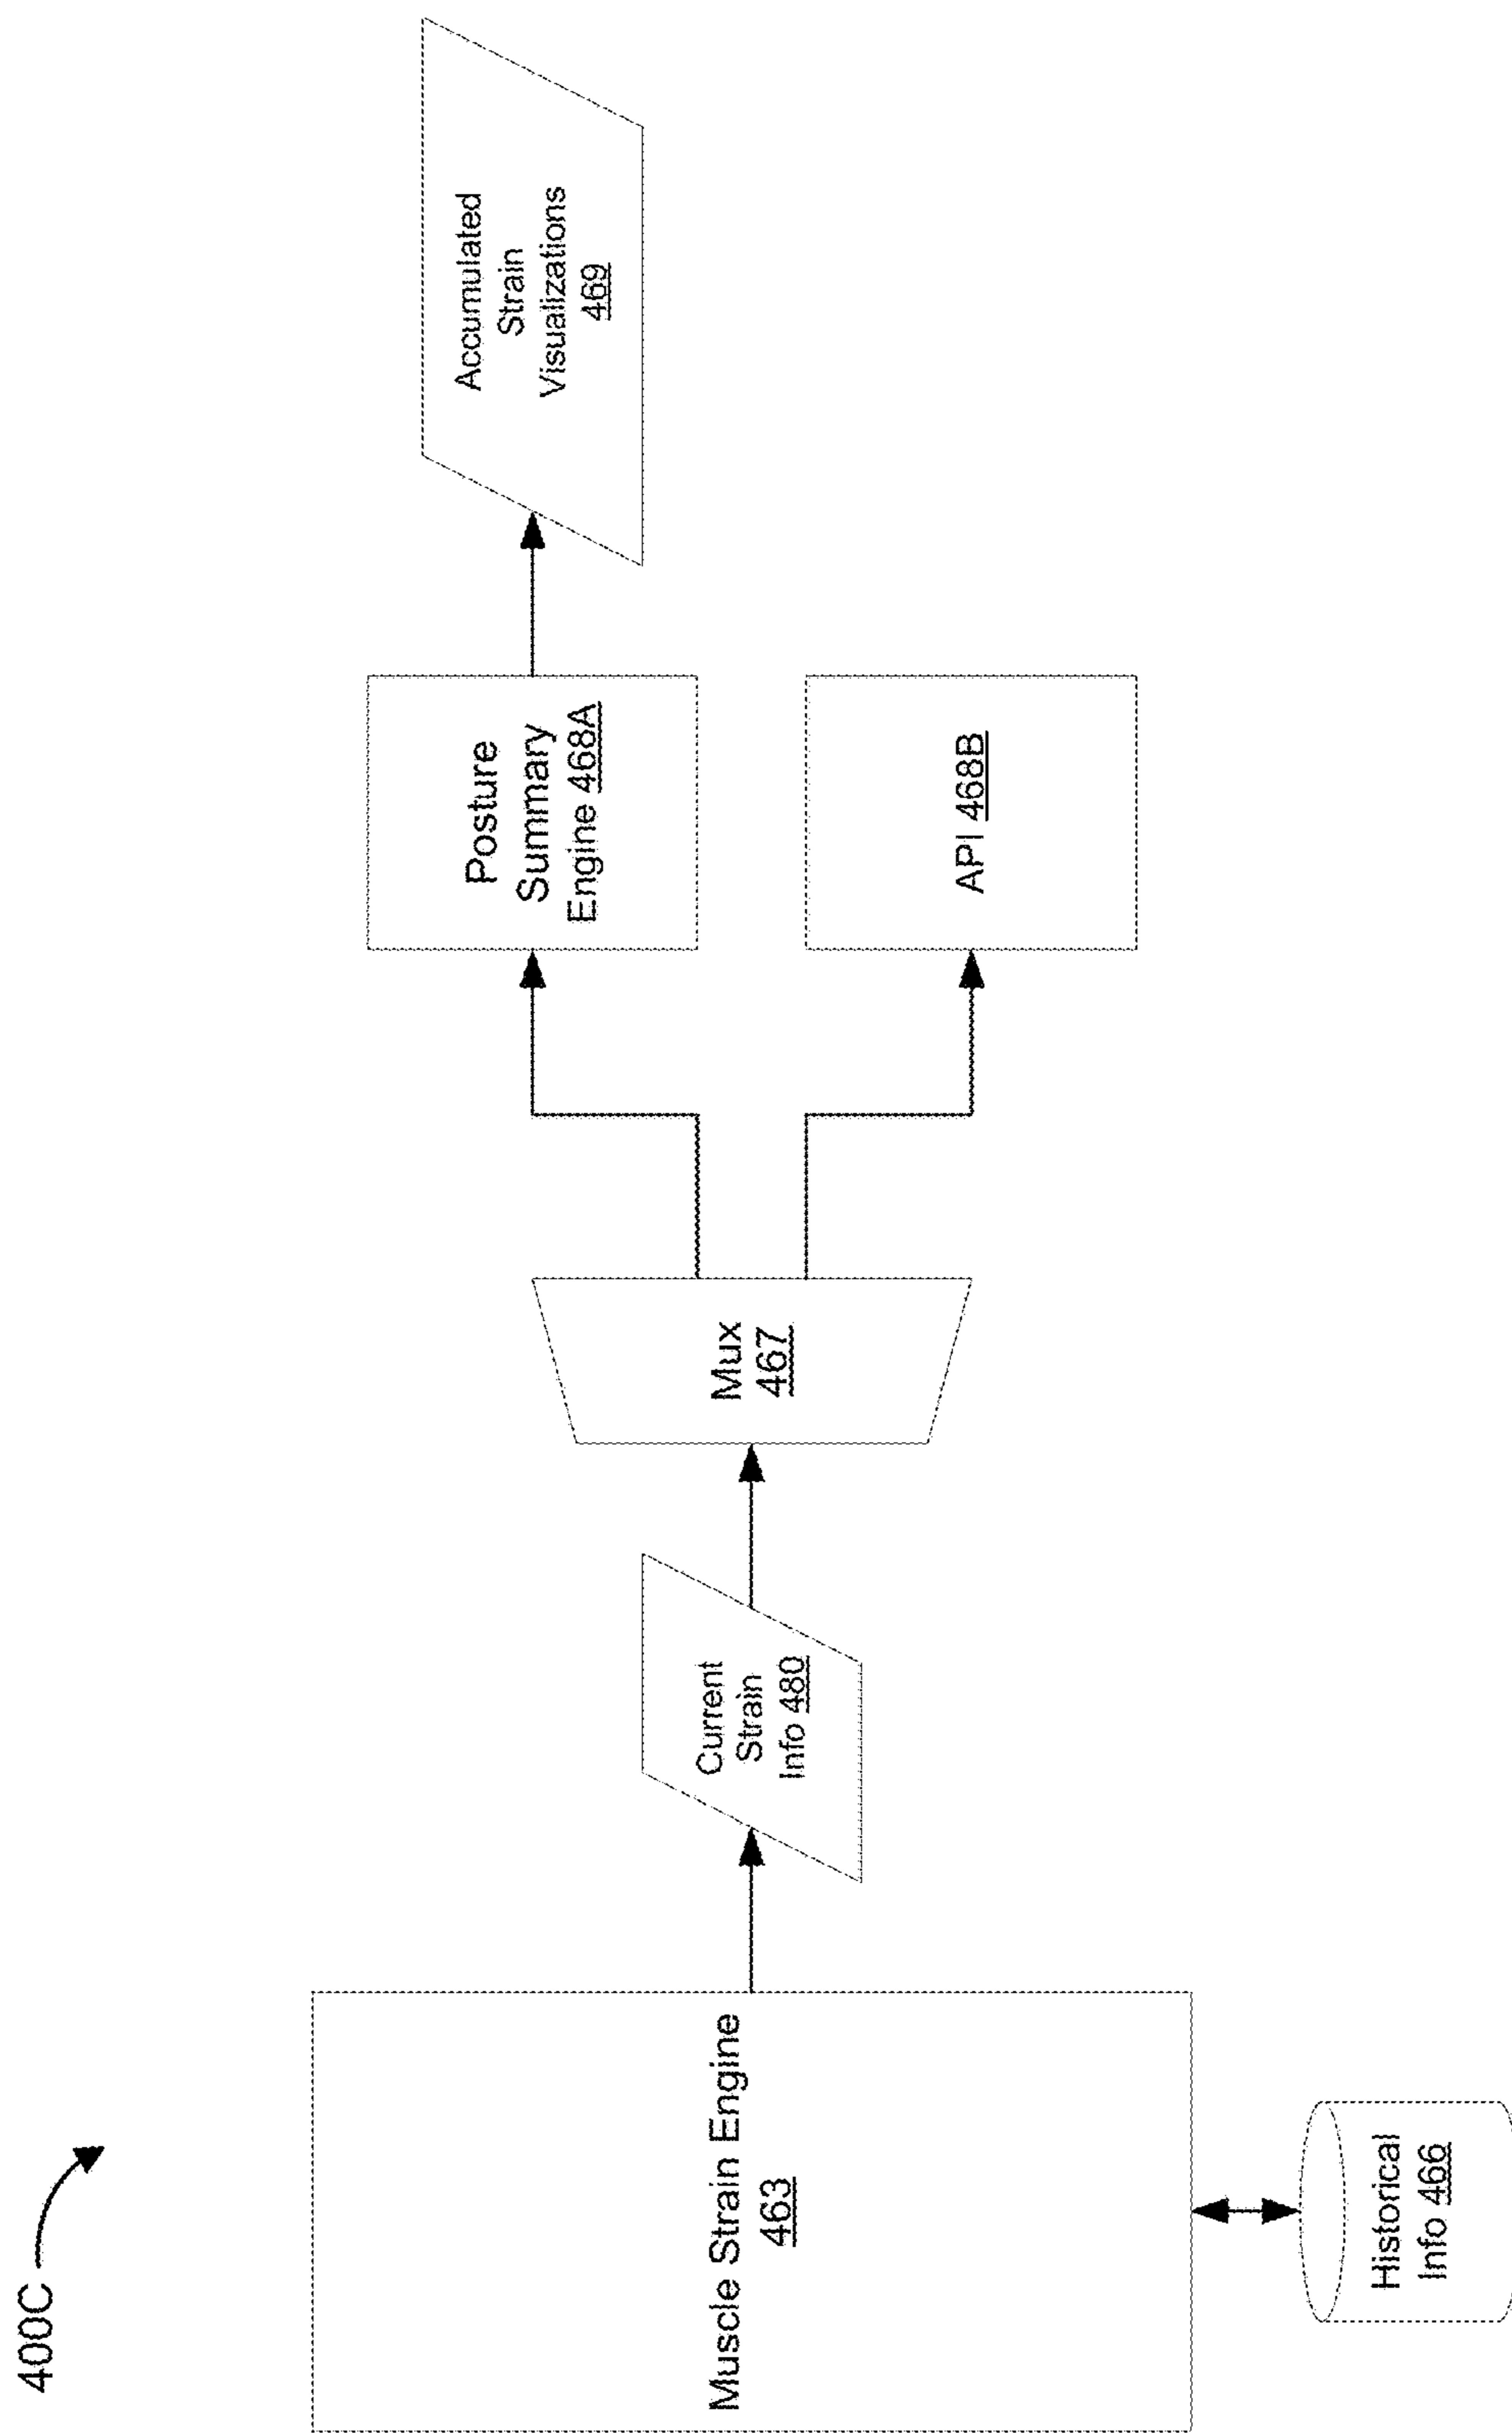 400C
Muscle Strain Engine
463
Historical
Info 466
Current
Strain
Info 480
Mux
467
Posture
Summary
Engine 468A
API 468B
Accumulated
Strain
Visualizations
469